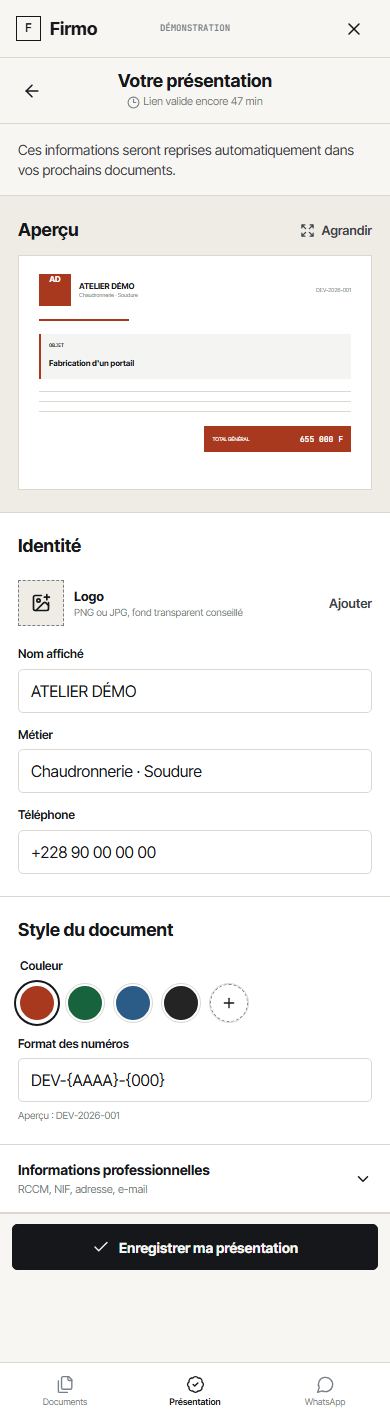 F
Firmo
DÉMONSTRATION
Votre présentation
Lien valide encore 47 min
Ces informations seront reprises automatiquement dans
vos prochains documents.
Aperçu
Agrandir
AD
ATELIER DÉMO
Chaudronnerie · Soudure
DEV-2026-001
OBJET
Fabrication d'un portail
TOTAL GÉNÉRAL
655 000 F
Identité
Logo
PNG ou JPG, fond transparent conseillé
Ajouter
Nom affiché
ATELIER DÉMO
Métier
Chaudronnerie · Soudure
Téléphone
+228 90 00 00 00
Style du document
Couleur
Format des numéros
DEV-{AAAA}-{000}
Aperçu : DEV-2026-001
Informations professionnelles
RCCM, NIF, adresse, e-mail
Enregistrer ma présentation
Documents
Présentation
WhatsApp